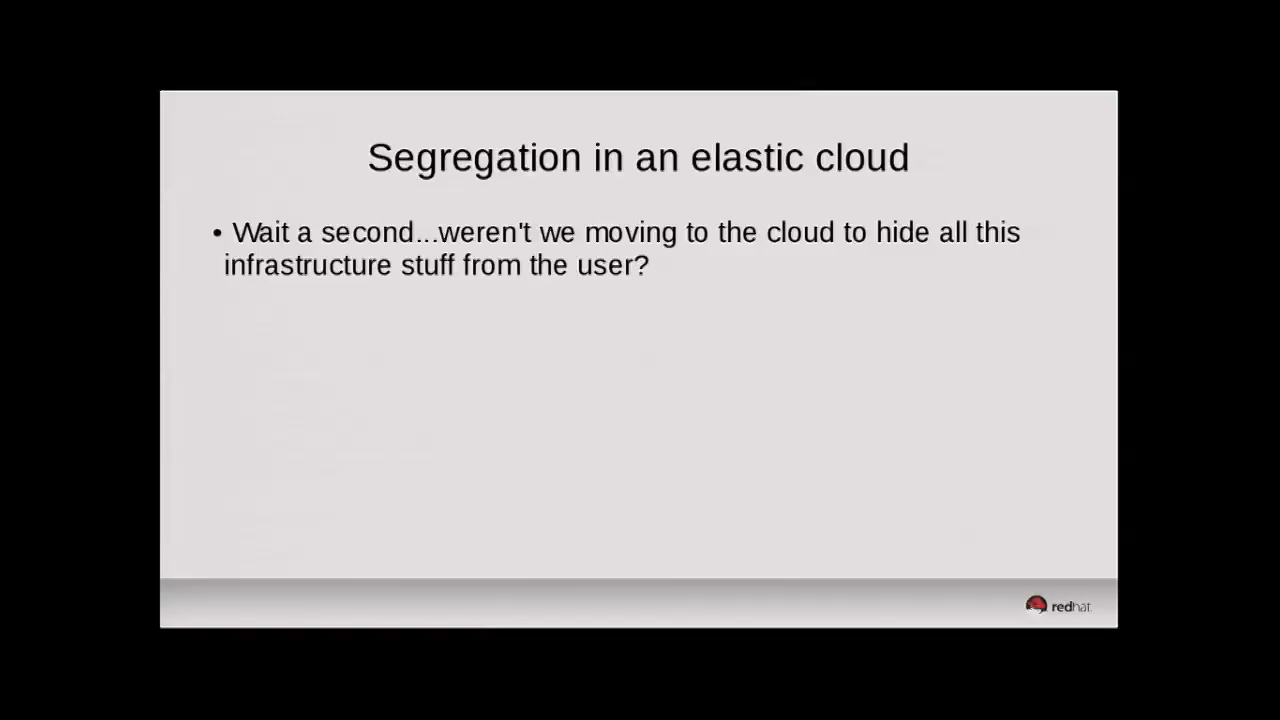 Segregation in an elastic cloud
• Wait a second...weren't we moving to the cloud to hide all this
infrastructure stuff from the user?
redhat